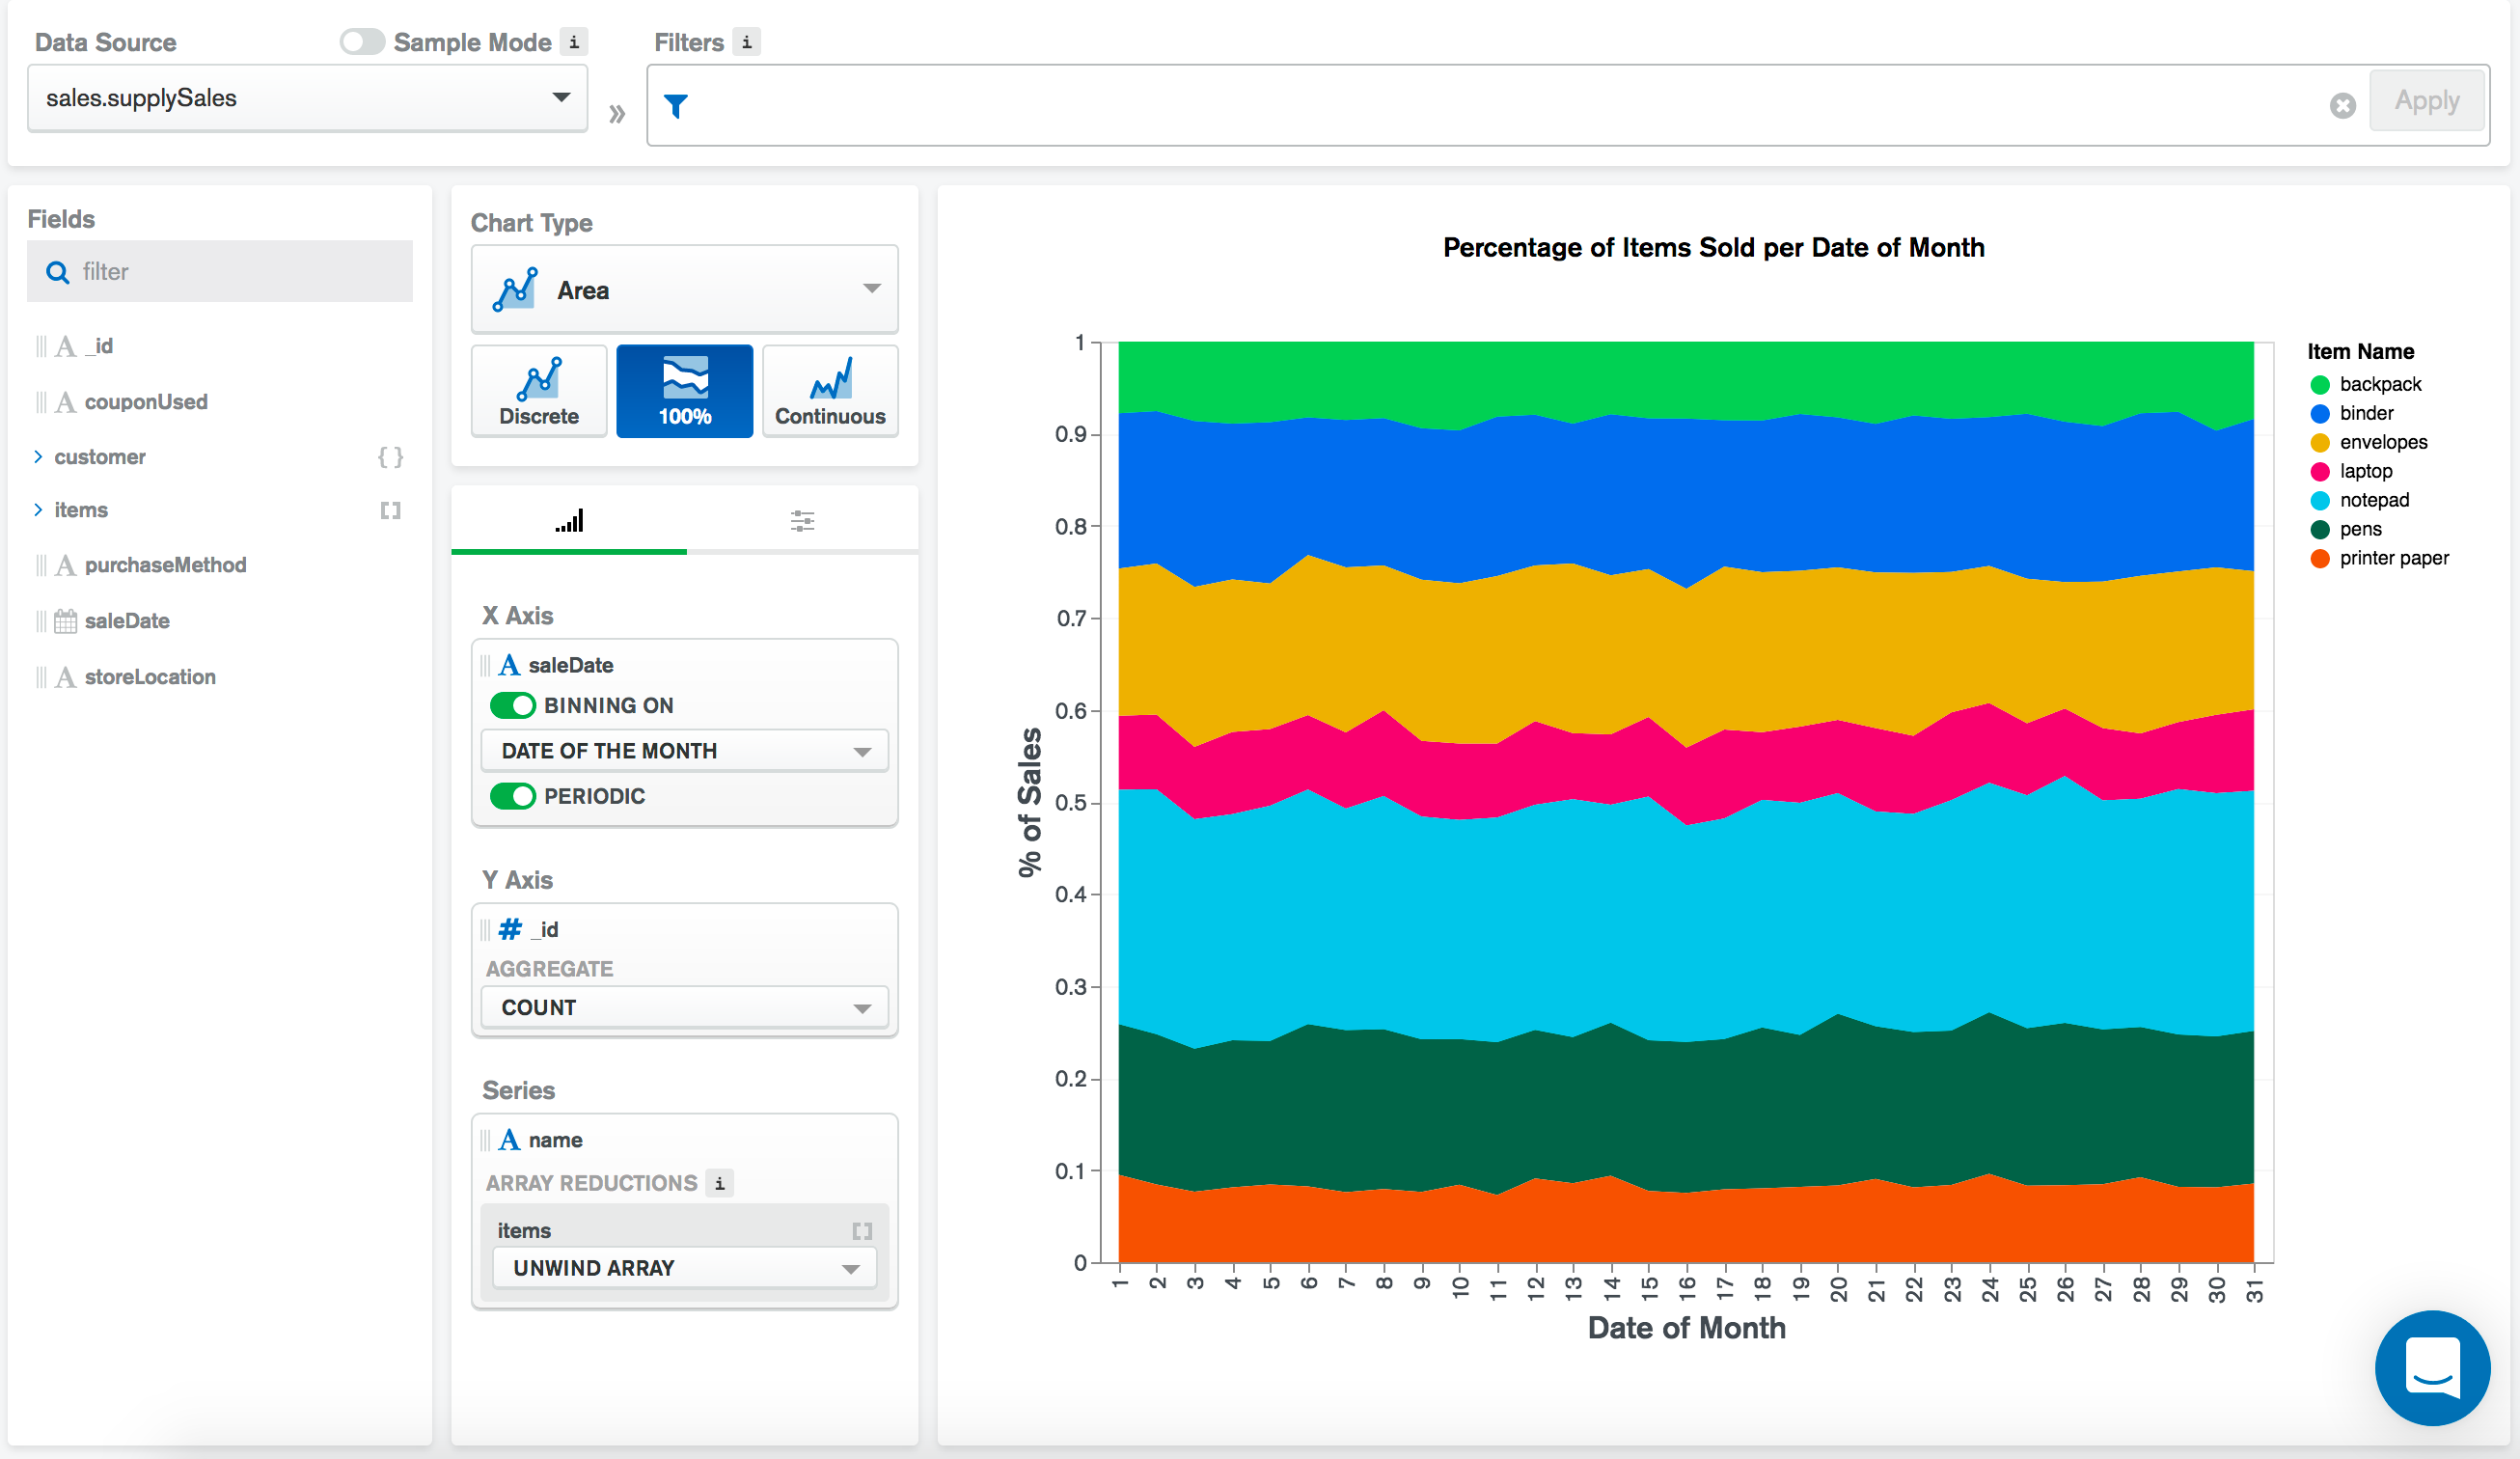 Data Source
Sample Mode i
Filters i
sales.supplySales
»
Apply
Fields
filter
A _id
A couponUsed
customer { }
items [ ]
A purchaseMethod
saleDate
A storeLocation
Chart Type
Area
Discrete
100%
Continuous
X Axis
A saleDate
BINNING ON
DATE OF THE MONTH
PERIODIC
Y Axis
# _id
AGGREGATE
COUNT
Series
A name
ARRAY REDUCTIONS i
items [ ]
UNWIND ARRAY
Percentage of Items Sold per Date of Month
% of Sales
1
0.9
0.8
0.7
0.6
0.5
0.4
0.3
0.2
0.1
0
1 2 3 4 5 6 7 8 9 10 11 12 13 14 15 16 17 18 19 20 21 22 23 24 25 26 27 28 29 30 31
Date of Month
Item Name
backpack
binder
envelopes
laptop
notepad
pens
printer paper